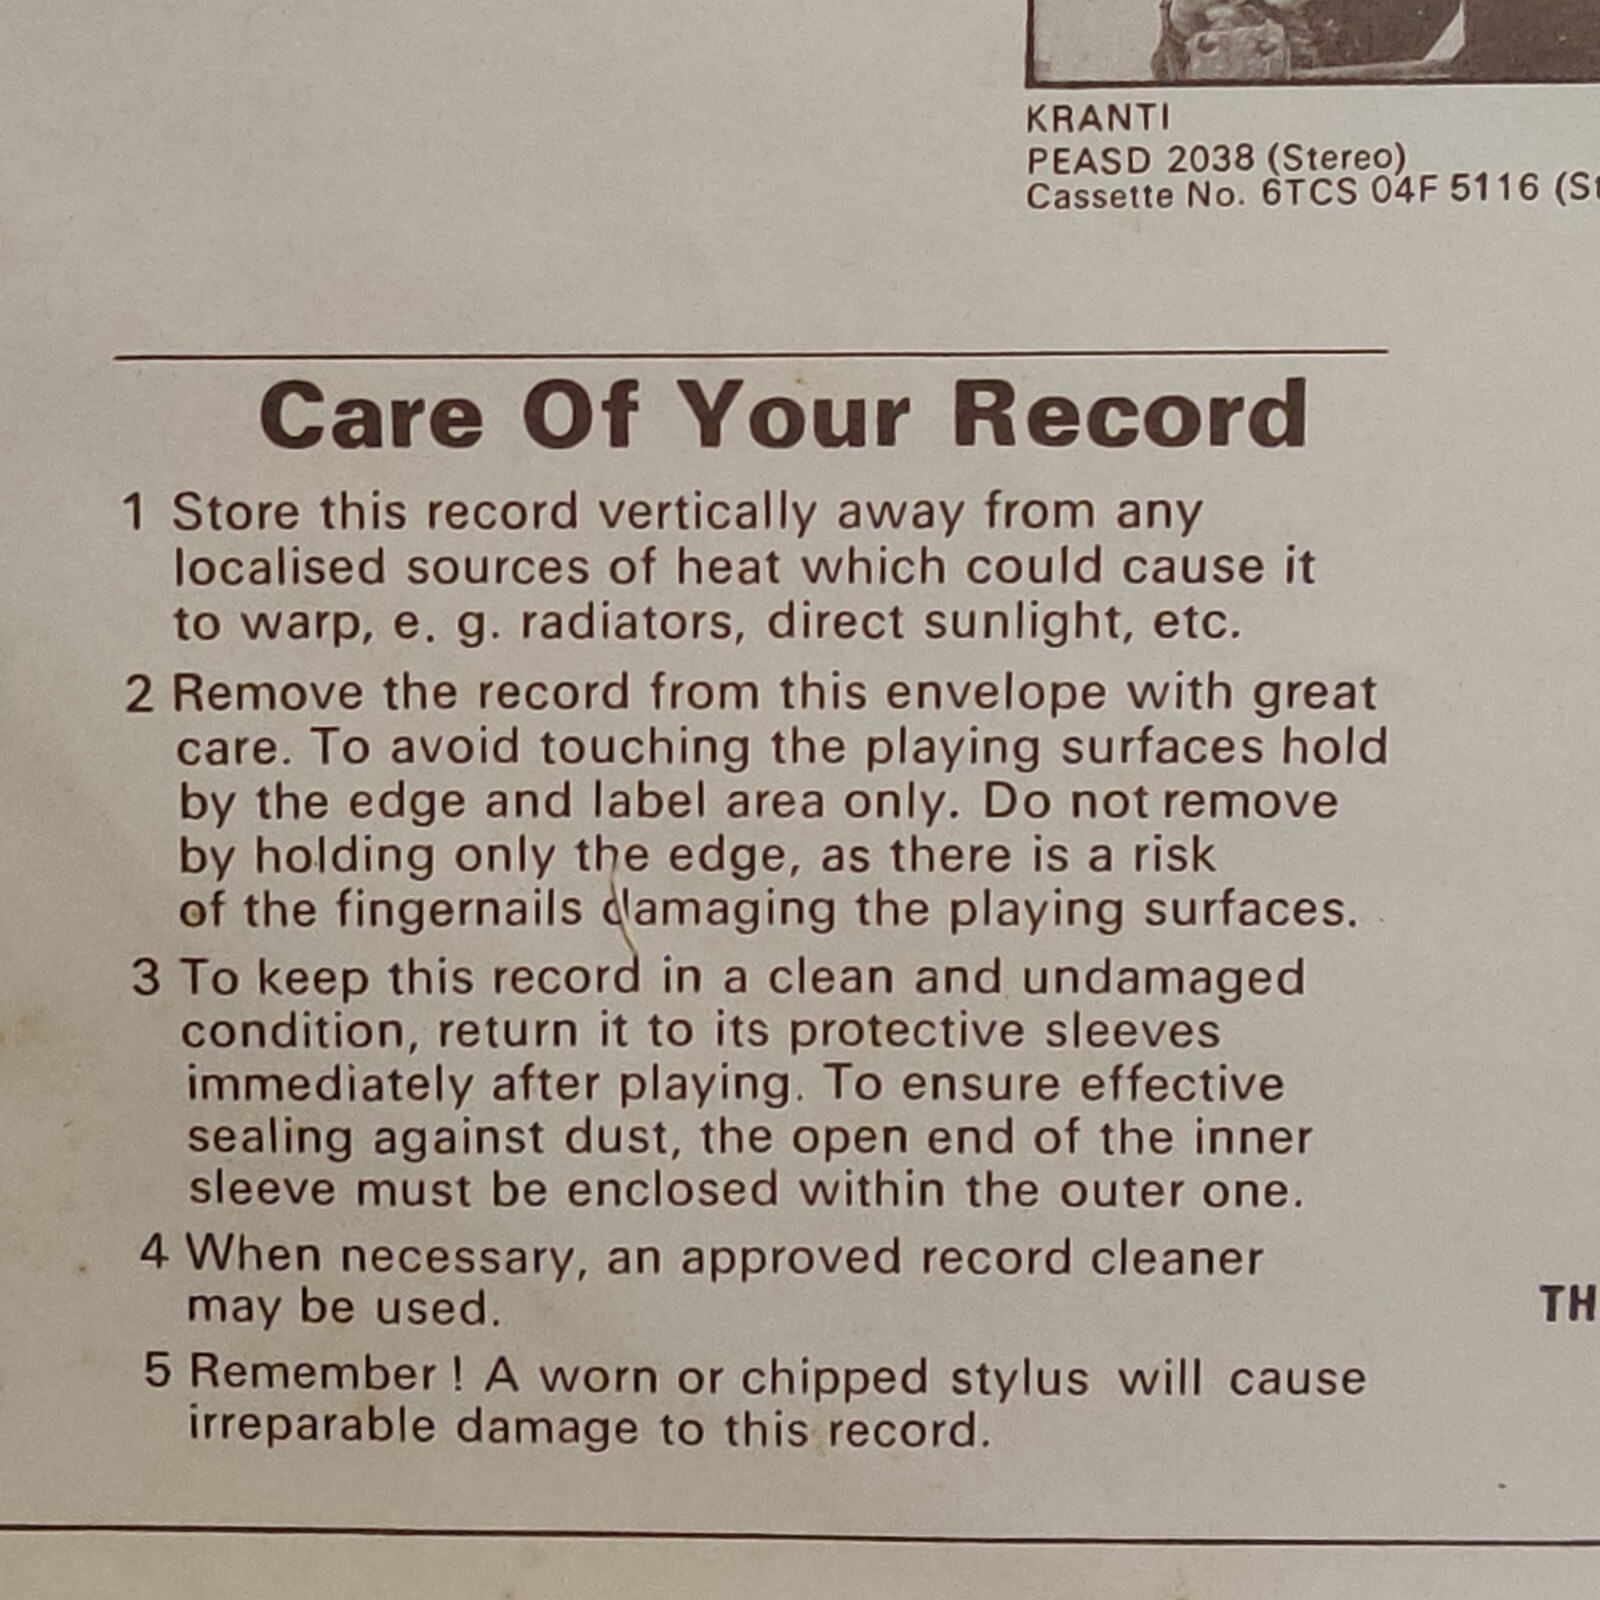 KRANTI
PEASD 2038 (Stereo)
Cassette No. 6TCS 04F 5116
Care Of Your Record
1 Store this record vertically away from any
localised sources of heat which could cause it
to warp, e. g. radiators, direct sunlight, etc.
2 Remove the record from this envelope with great
care. To avoid touching the playing surfaces hold
by the edge and label area only. Do not remove
by holding only the edge, as there is a risk
of the fingernails damaging the playing surfaces.
3 To keep this record in a clean and undamaged
condition, return it to its protective sleeves
immediately after playing. To ensure effective
sealing against dust, the open end of the inner
sleeve must be enclosed within the outer one.
4 When necessary, an approved record cleaner
may be used.
5 Remember ! A worn or chipped stylus will cause
irreparable damage to this record.